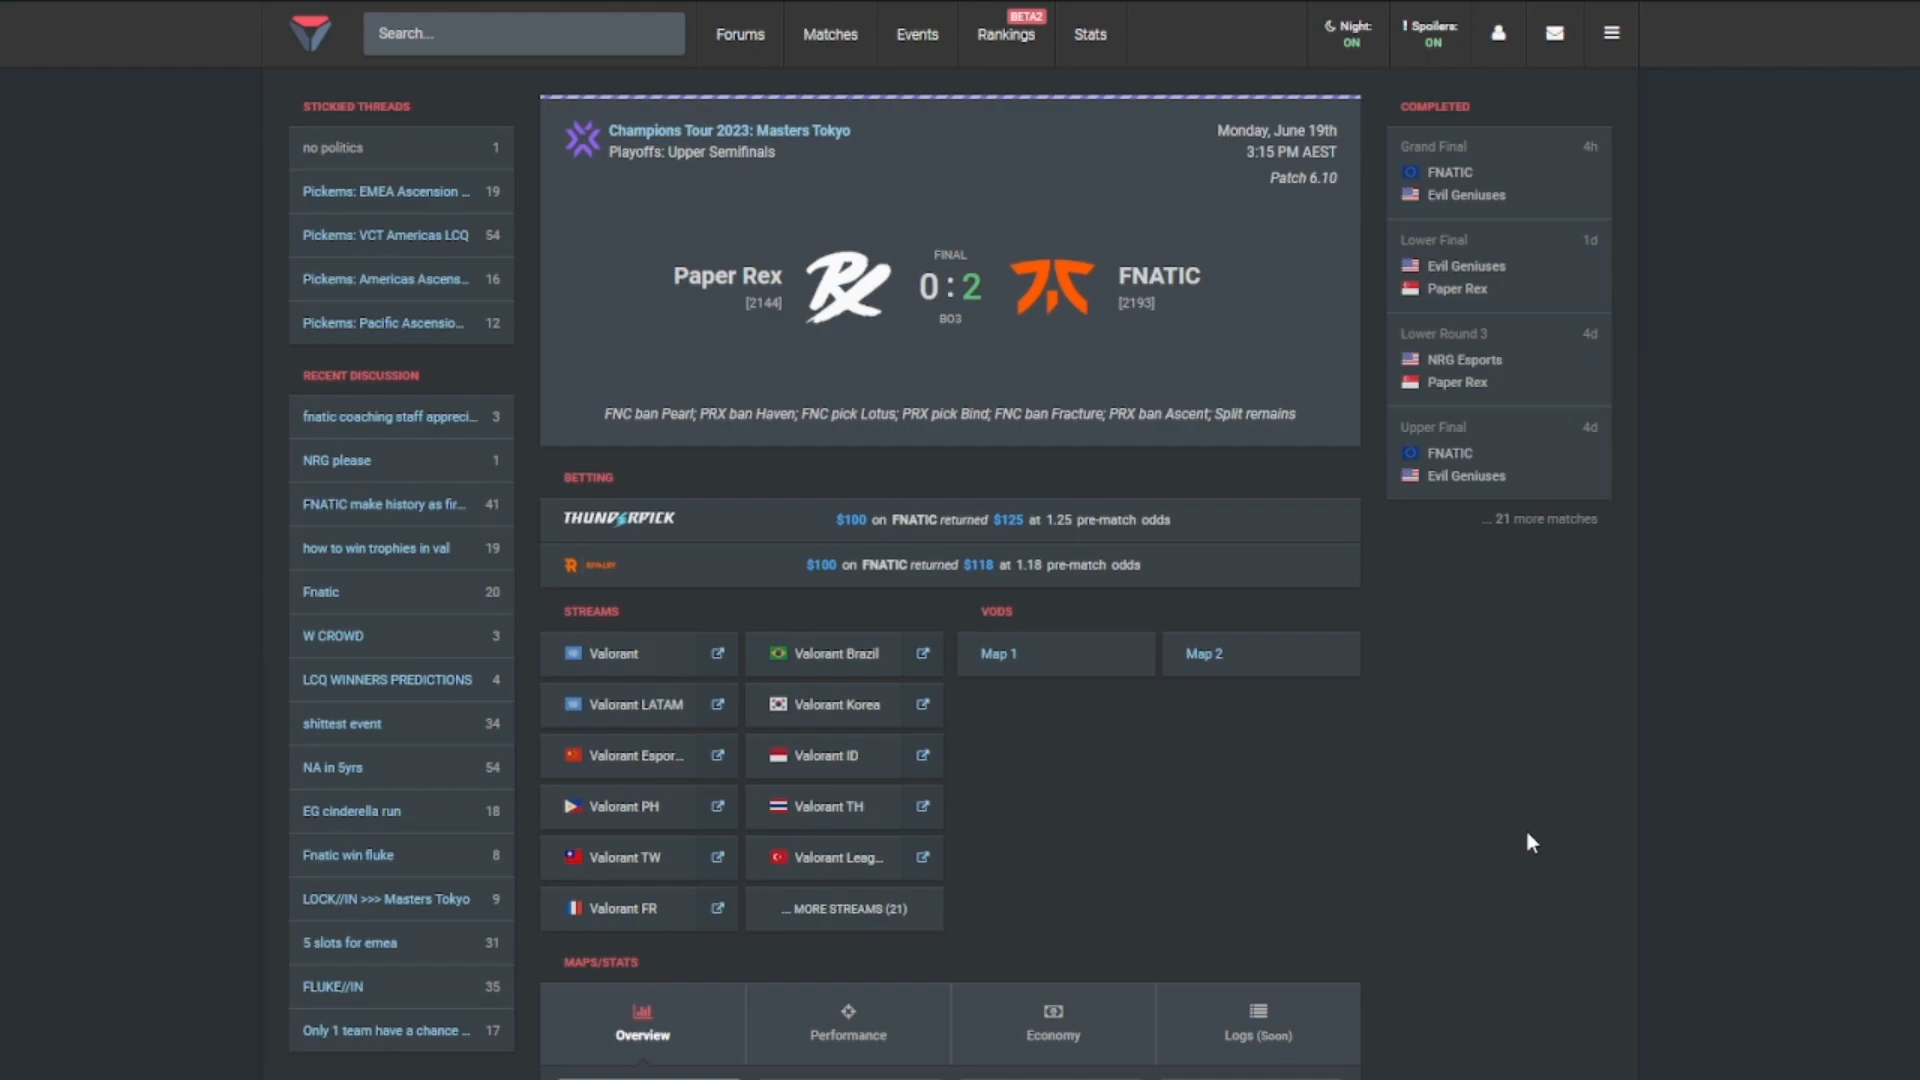 Search...
Forums
Matches
Events
BETA2
Rankings
Stats
Night:
ON
! Spoilers:
ON
STICKIED THREADS
no politics 1
Pickems: EMEA Ascension ... 19
Pickems: VCT Americas LCQ 54
Pickems: Americas Ascens... 16
Pickems: Pacific Ascensio... 12
RECENT DISCUSSION
fnatic coaching staff appreci... 3
NRG please 1
FNATIC make history as fir... 41
how to win trophies in val 19
Fnatic 20
W CROWD 3
LCQ WINNERS PREDICTIONS 4
shittest event 34
NA in 5yrs 54
EG cinderella run 18
Fnatic win fluke 8
LOCK//IN >>> Masters Tokyo 9
5 slots for emea 31
FLUKE//IN 35
Only 1 team have a chance ... 17
Champions Tour 2023: Masters Tokyo
Playoffs: Upper Semifinals
Monday, June 19th
3:15 PM AEST
Patch 6.10
Paper Rex
[2144]
FINAL
0 : 2
BO3
FNATIC
[2193]
FNC ban Pearl; PRX ban Haven; FNC pick Lotus; PRX pick Bind; FNC ban Fracture; PRX ban Ascent; Split remains
BETTING
THUNDERPICK
$100 on FNATIC returned $125 at 1.25 pre-match odds
RIVALRY
$100 on FNATIC returned $118 at 1.18 pre-match odds
STREAMS
Valorant
Valorant Brazil
Valorant LATAM
Valorant Korea
Valorant Espor...
Valorant ID
Valorant PH
Valorant TH
Valorant TW
Valorant Leag...
Valorant FR
... MORE STREAMS (21)
VODS
Map 1
Map 2
MAPS/STATS
Overview
Performance
Economy
Logs (Soon)
COMPLETED
Grand Final 4h
FNATIC
Evil Geniuses
Lower Final 1d
Evil Geniuses
Paper Rex
Lower Round 3 4d
NRG Esports
Paper Rex
Upper Final 4d
FNATIC
Evil Geniuses
... 21 more matches